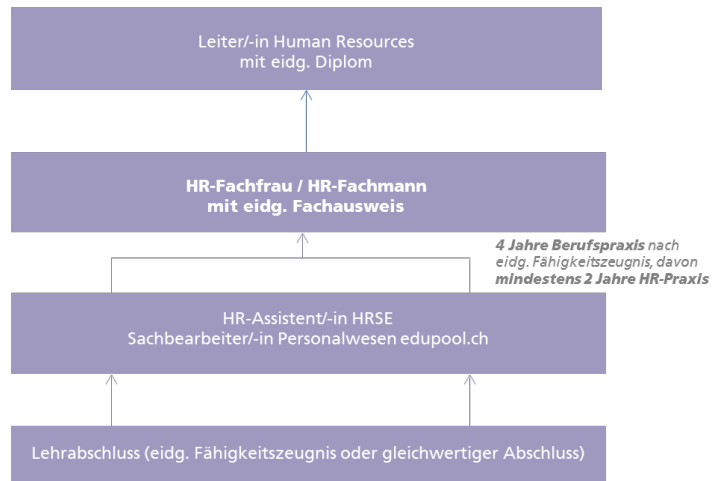 Leiter/-in Human Resources
mit eidg. Diplom
HR-Fachfrau / HR-Fachmann
mit eidg. Fachausweis
4 Jahre Berufspraxis nach
eidg. Fähigkeitszeugnis, davon
mindestens 2 Jahre HR-Praxis
HR-Assistent/-in HRSE
Sachbearbeiter/-in Personalwesen edupool.ch
Lehrabschluss (eidg. Fähigkeitszeugnis oder gleichwertiger Abschluss)